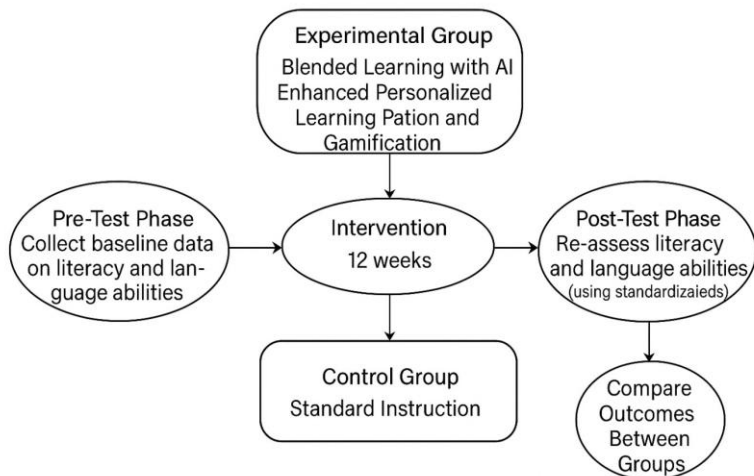 Experimental Group
Blended Learning with AI
Enhanced Personalized
Learning Pation and
Gamification
Pre-Test Phase
Collect baseline data
on literacy and lan-
guage abilities
Intervention
12 weeks
Post-Test Phase
Re-assess literacy
and language abilities
(using standardizaieds)
Control Group
Standard Instruction
Compare
Outcomes
Between
Groups